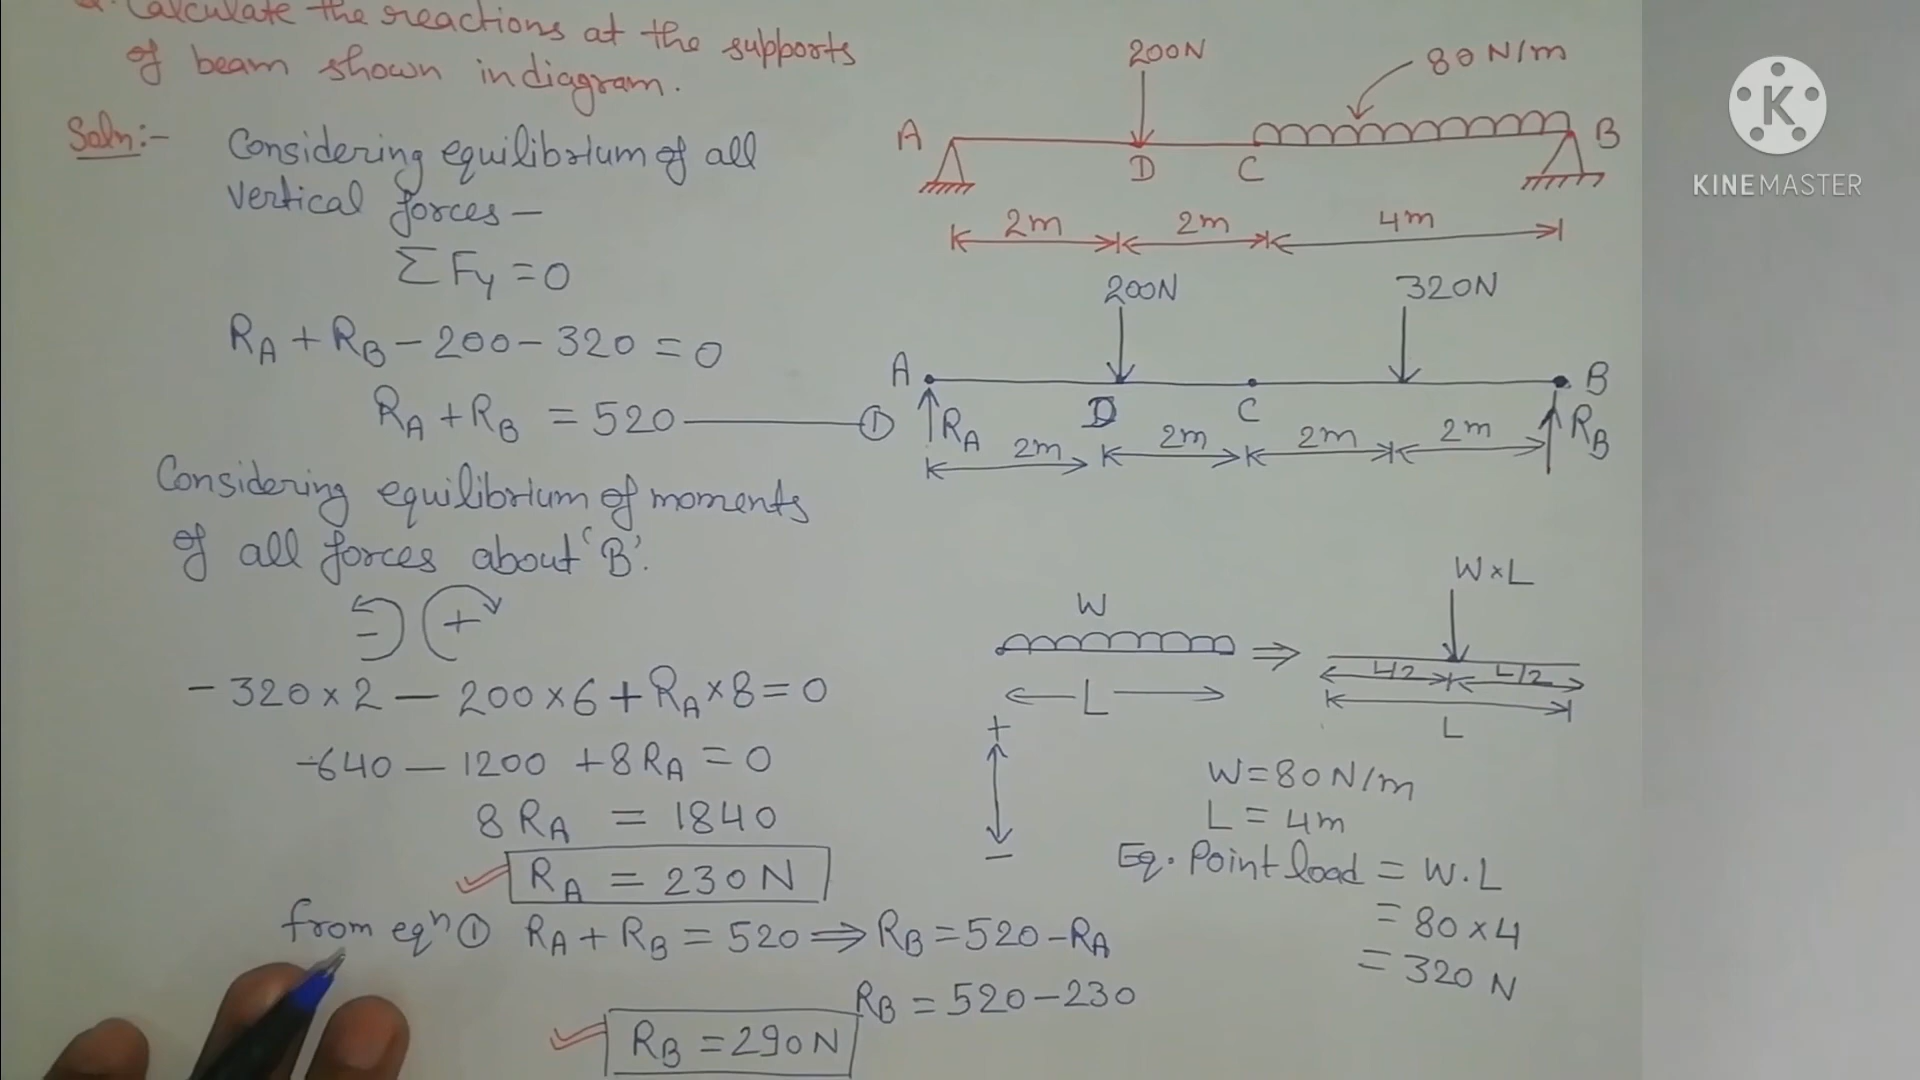 Calculate the reactions at the supports
of beam shown in diagram.
Soln:-
Considering equilibrium of all
vertical forces -
ΣFy = 0
RA + RB - 200 - 320 = 0
RA + RB = 520 ——— ①
Considering equilibrium of moments
of all forces about 'B'.
- +
- 320 × 2 - 200 × 6 + RA × 8 = 0
-640 - 1200 + 8RA = 0
8RA = 1840
RA = 230N
from eqn ① RA + RB = 520 ⇒ RB = 520 - RA
RB = 520 - 230
RB = 290N
200N 80 N/m
A D C B
2m 2m 4m
200N 320N
A D C B
RA RB
2m 2m 2m 2m
W W×L
L L/2 L/2
L
+
-
W = 80 N/m
L = 4m
Eq. Point load = W.L
= 80 × 4
= 320 N
K
KINEMASTER